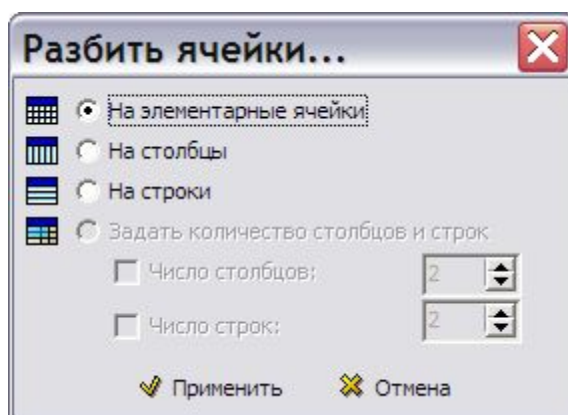 Разбить ячейки...
На элементарные ячейки
На столбцы
На строки
Задать количество столбцов и строк
Число столбцов: 2
Число строк: 2
Применить Отмена